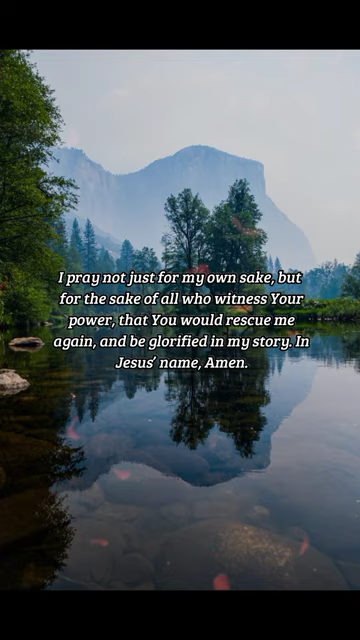 I pray not just for my own sake, but
for the sake of all who witness Your
power, that You would rescue me
again, and be glorified in my story. In
Jesus' name, Amen.